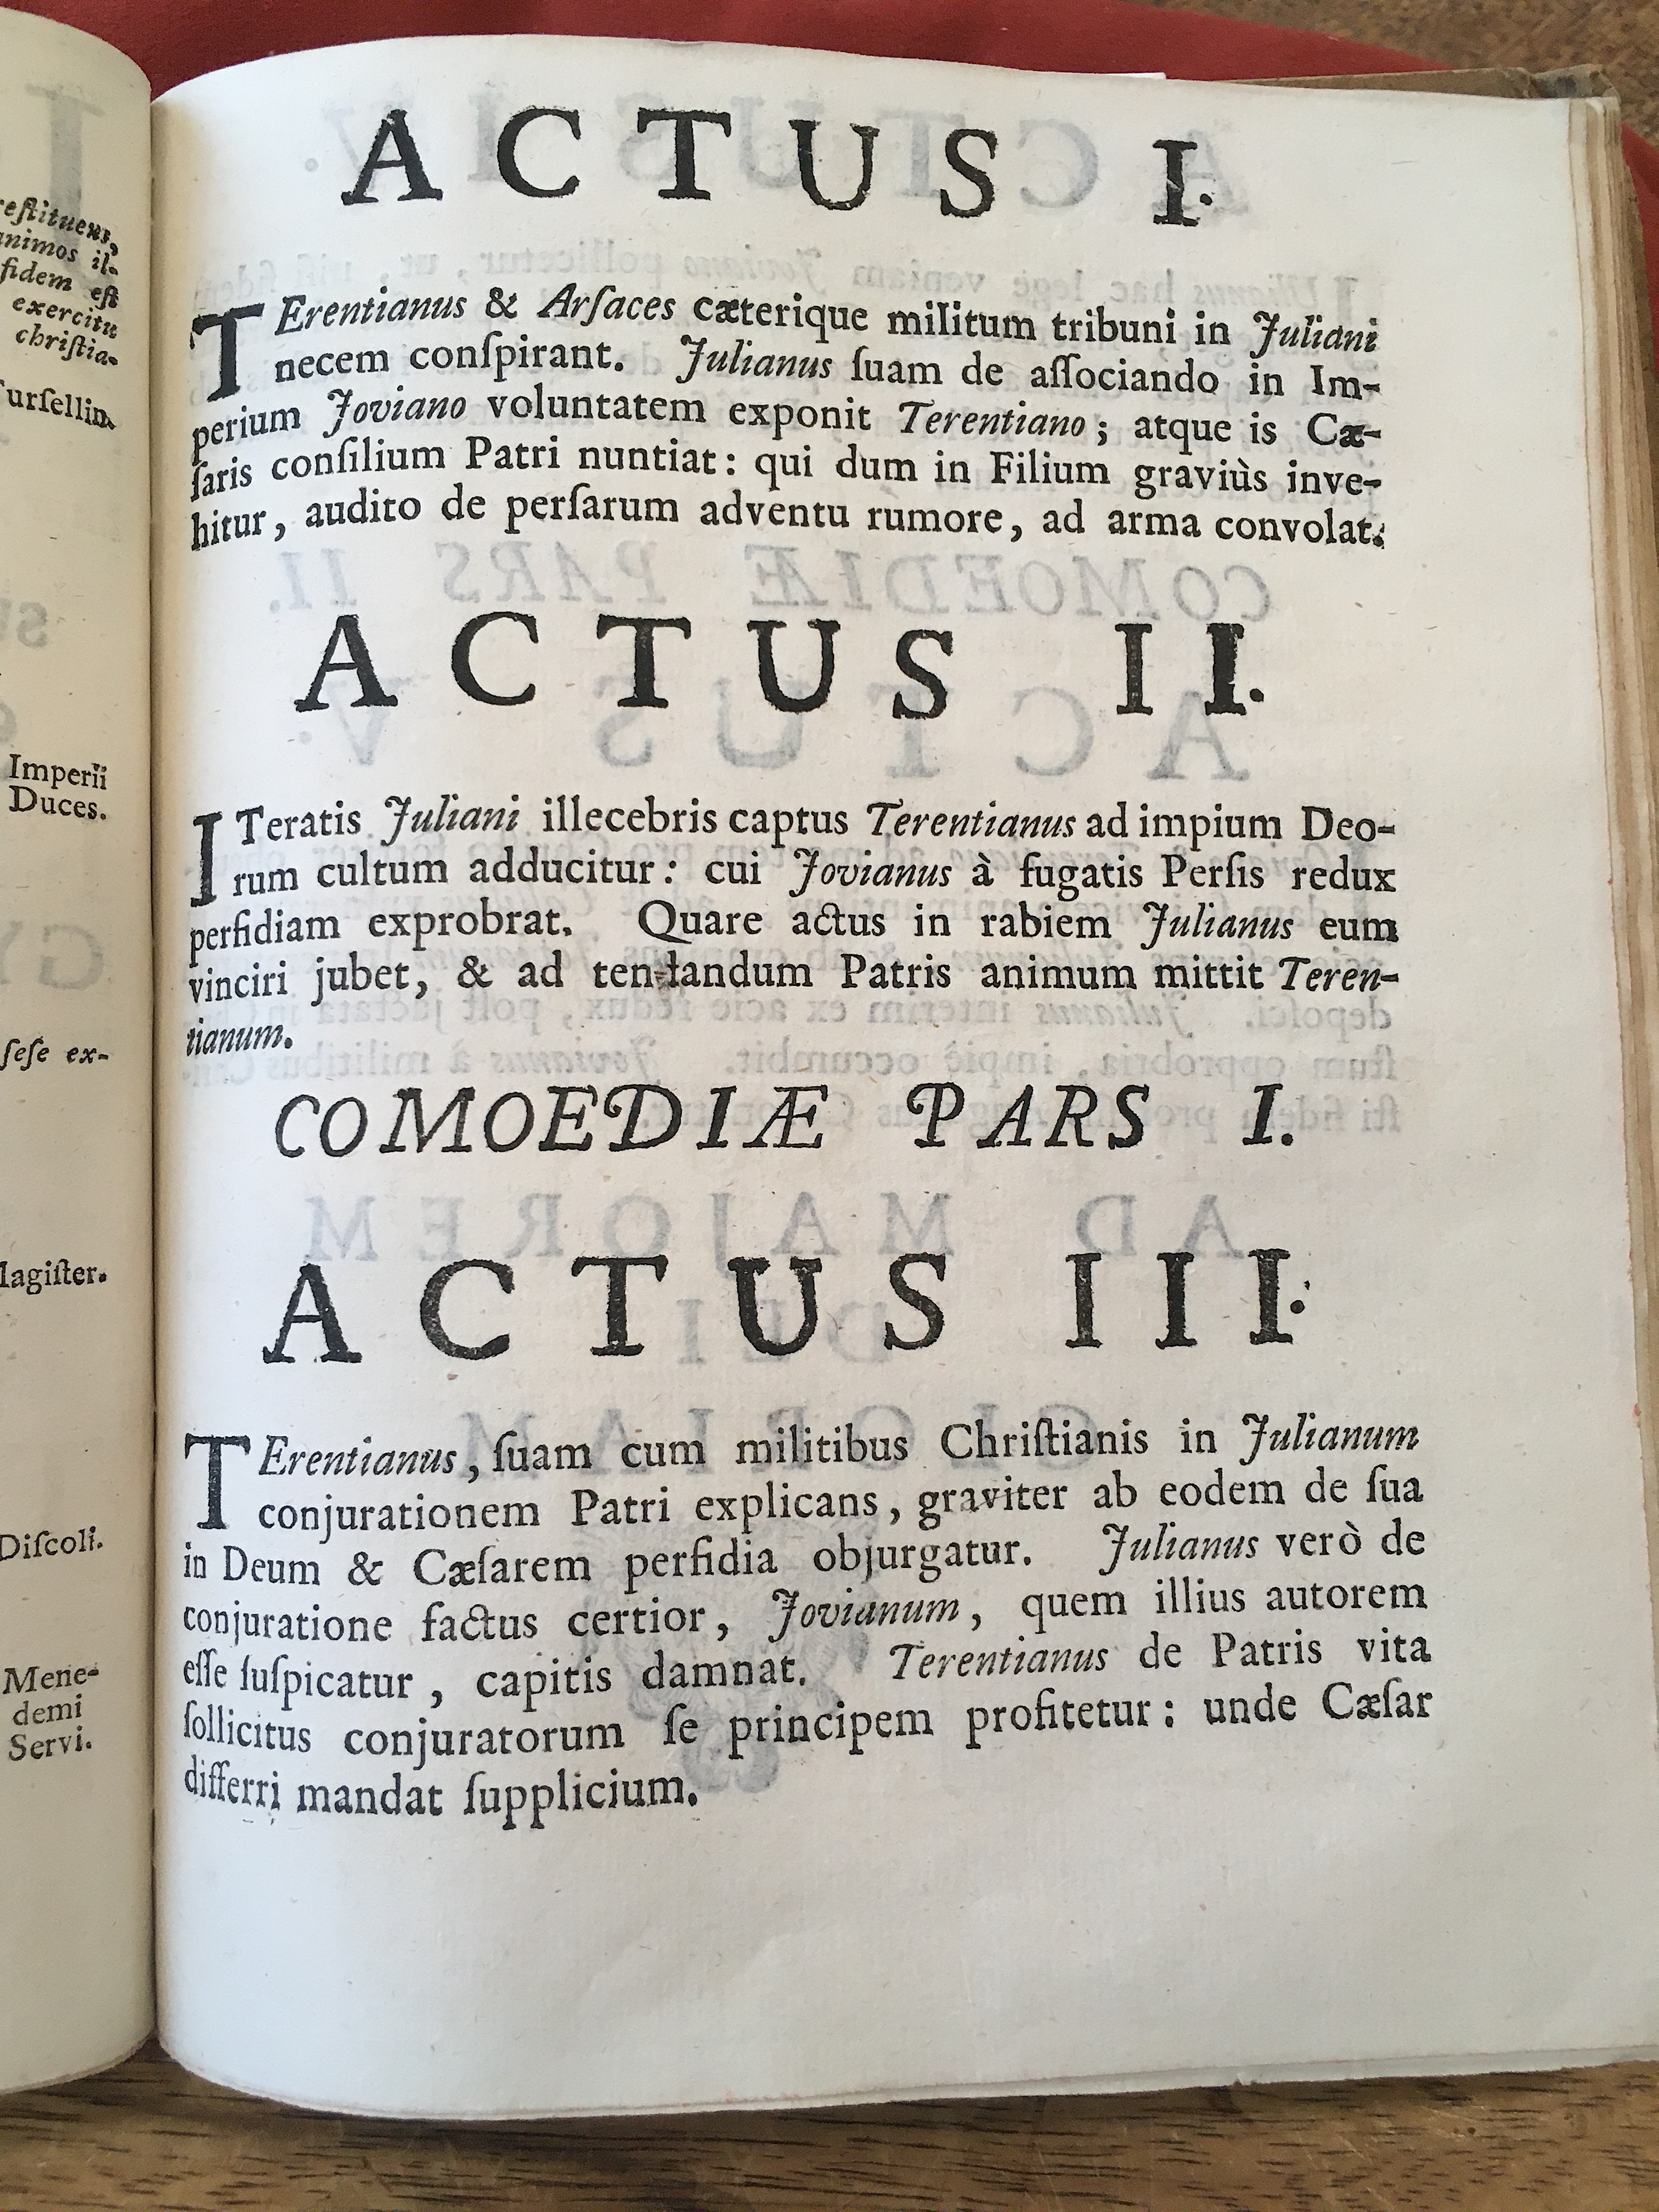 restituens,
animos il-
fidem est
exercitu
christia-
Tursellin.
Imperii
Duces.
sese ex-
Magister.
Discoli.
Mene-
demi
Servi.
ACTUS I.
TErentianus & Arſaces cæterique militum tribuni in Juliani
necem conſpirant. Julianus ſuam de aſſociando in Im-
perium Joviano voluntatem exponit Terentiano; atque is Cæ-
ſaris conſilium Patri nuntiat: qui dum in Filium graviùs inve-
hitur, audito de perſarum adventu rumore, ad arma convolat.
ACTUS II.
ITeratis Juliani illecebris captus Terentianus ad impium Deo-
rum cultum adducitur: cui Jovianus à fugatis Perſis redux
perfidiam exprobrat. Quare actus in rabiem Julianus eum
vinciri jubet, & ad tentandum Patris animum mittit Teren-
tianum.
COMOEDIÆ PARS I.
ACTUS III.
TErentianus, ſuam cum militibus Chriſtianis in Julianum
conjurationem Patri explicans, graviter ab eodem de ſua
in Deum & Cæſarem perfidia objurgatur. Julianus verò de
conjuratione factus certior, Jovianum, quem illius autorem
eſſe ſuſpicatur, capitis damnat. Terentianus de Patris vita
ſollicitus conjuratorum ſe principem profitetur: unde Cæſar
differri mandat ſupplicium.